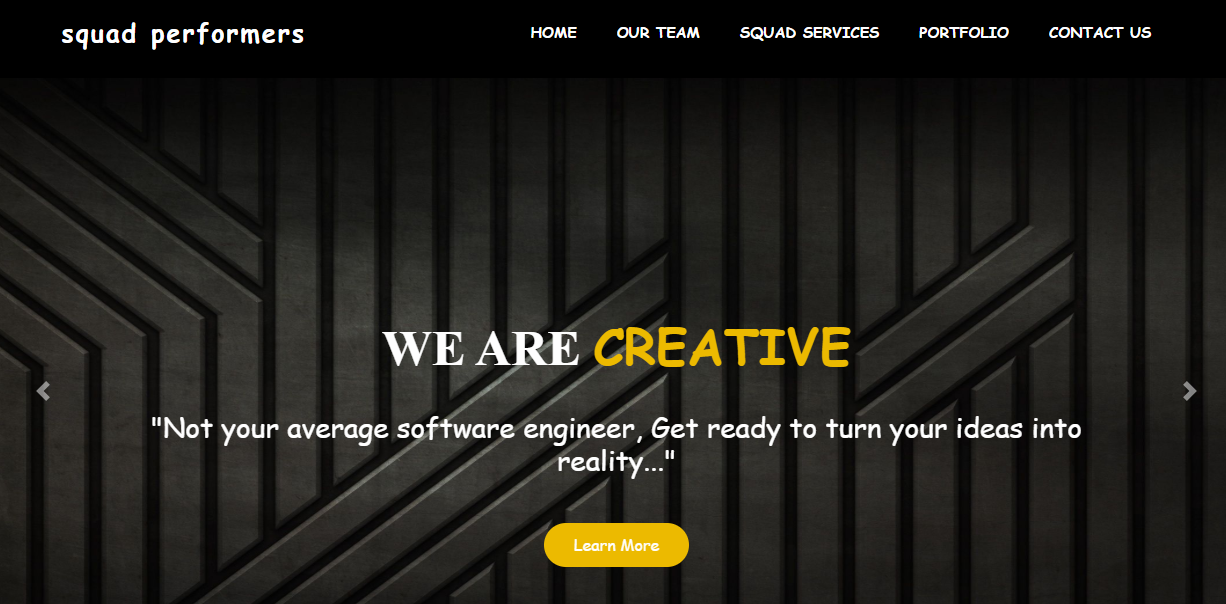 squad performers
HOME OUR TEAM SQUAD SERVICES PORTFOLIO CONTACT US
WE ARE CREATIVE
"Not your average software engineer, Get ready to turn your ideas into
reality..."
Learn More